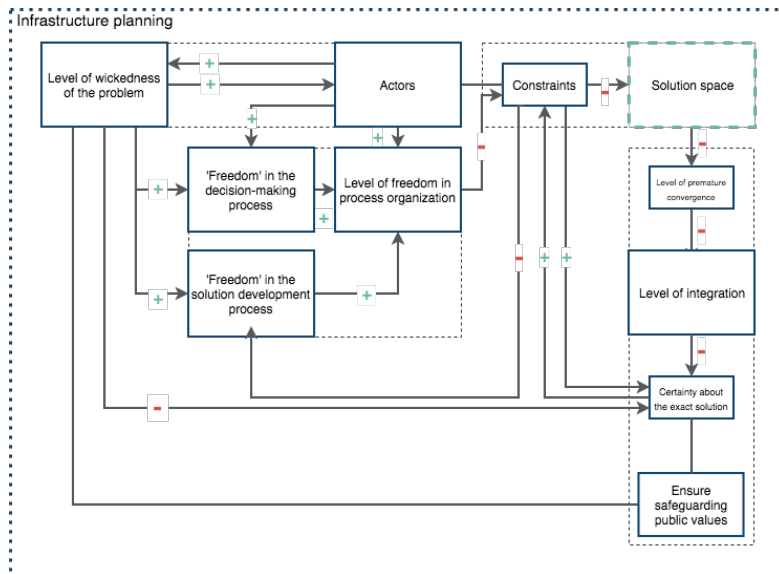 Infrastructure planning
Level of wickedness
of the problem
+
+
Actors
Constraints
-
Solution space
+
+
-
-
'Freedom' in the
decision-making
process
+
+
Level of freedom in
process organization
Level of premature
convergence
-
'Freedom' in the
solution development
process
+
+
-
+
+
Level of integration
-
Certainty about
the exact solution
-
Ensure
safeguarding
public values